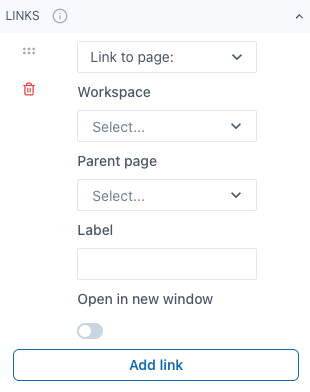 LINKS
Link to page:
Workspace
Select...
Parent page
Select...
Label
Open in new window
Add link